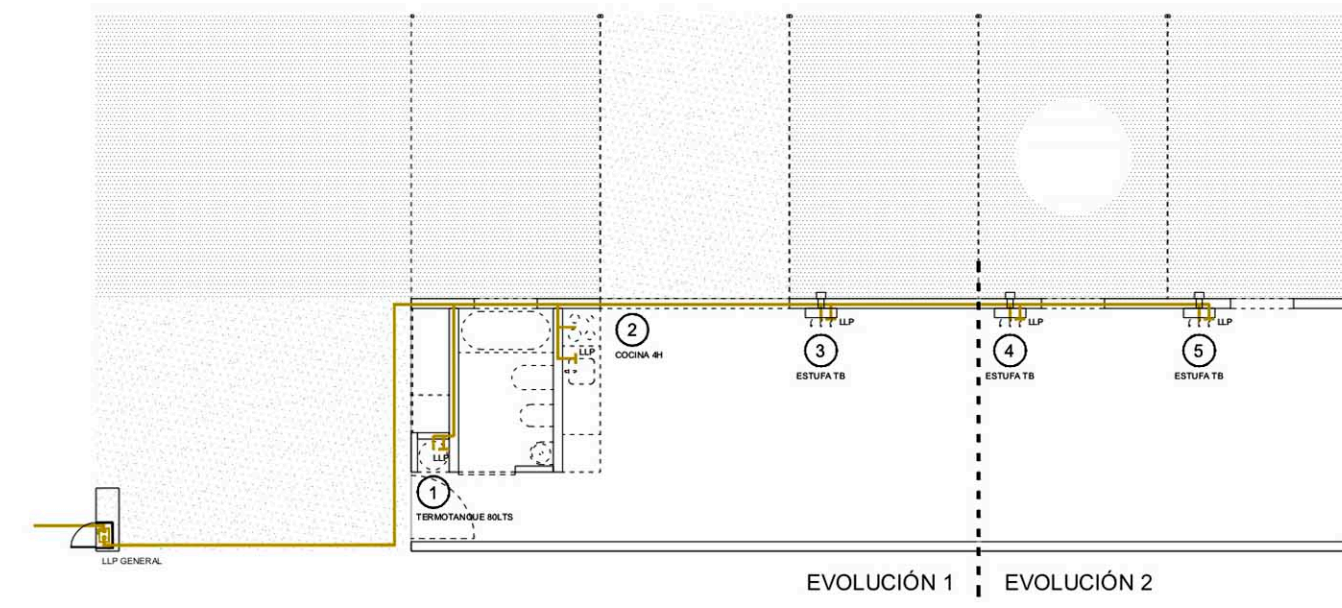 LLP
2
COCINA 4H
LLP
3
ESTUFA TB
LLP
4
ESTUFA TB
LLP
5
ESTUFA TB
LLP
1
TERMOTANQUE 80LTS
LLP GENERAL
EVOLUCIÓN 1
EVOLUCIÓN 2